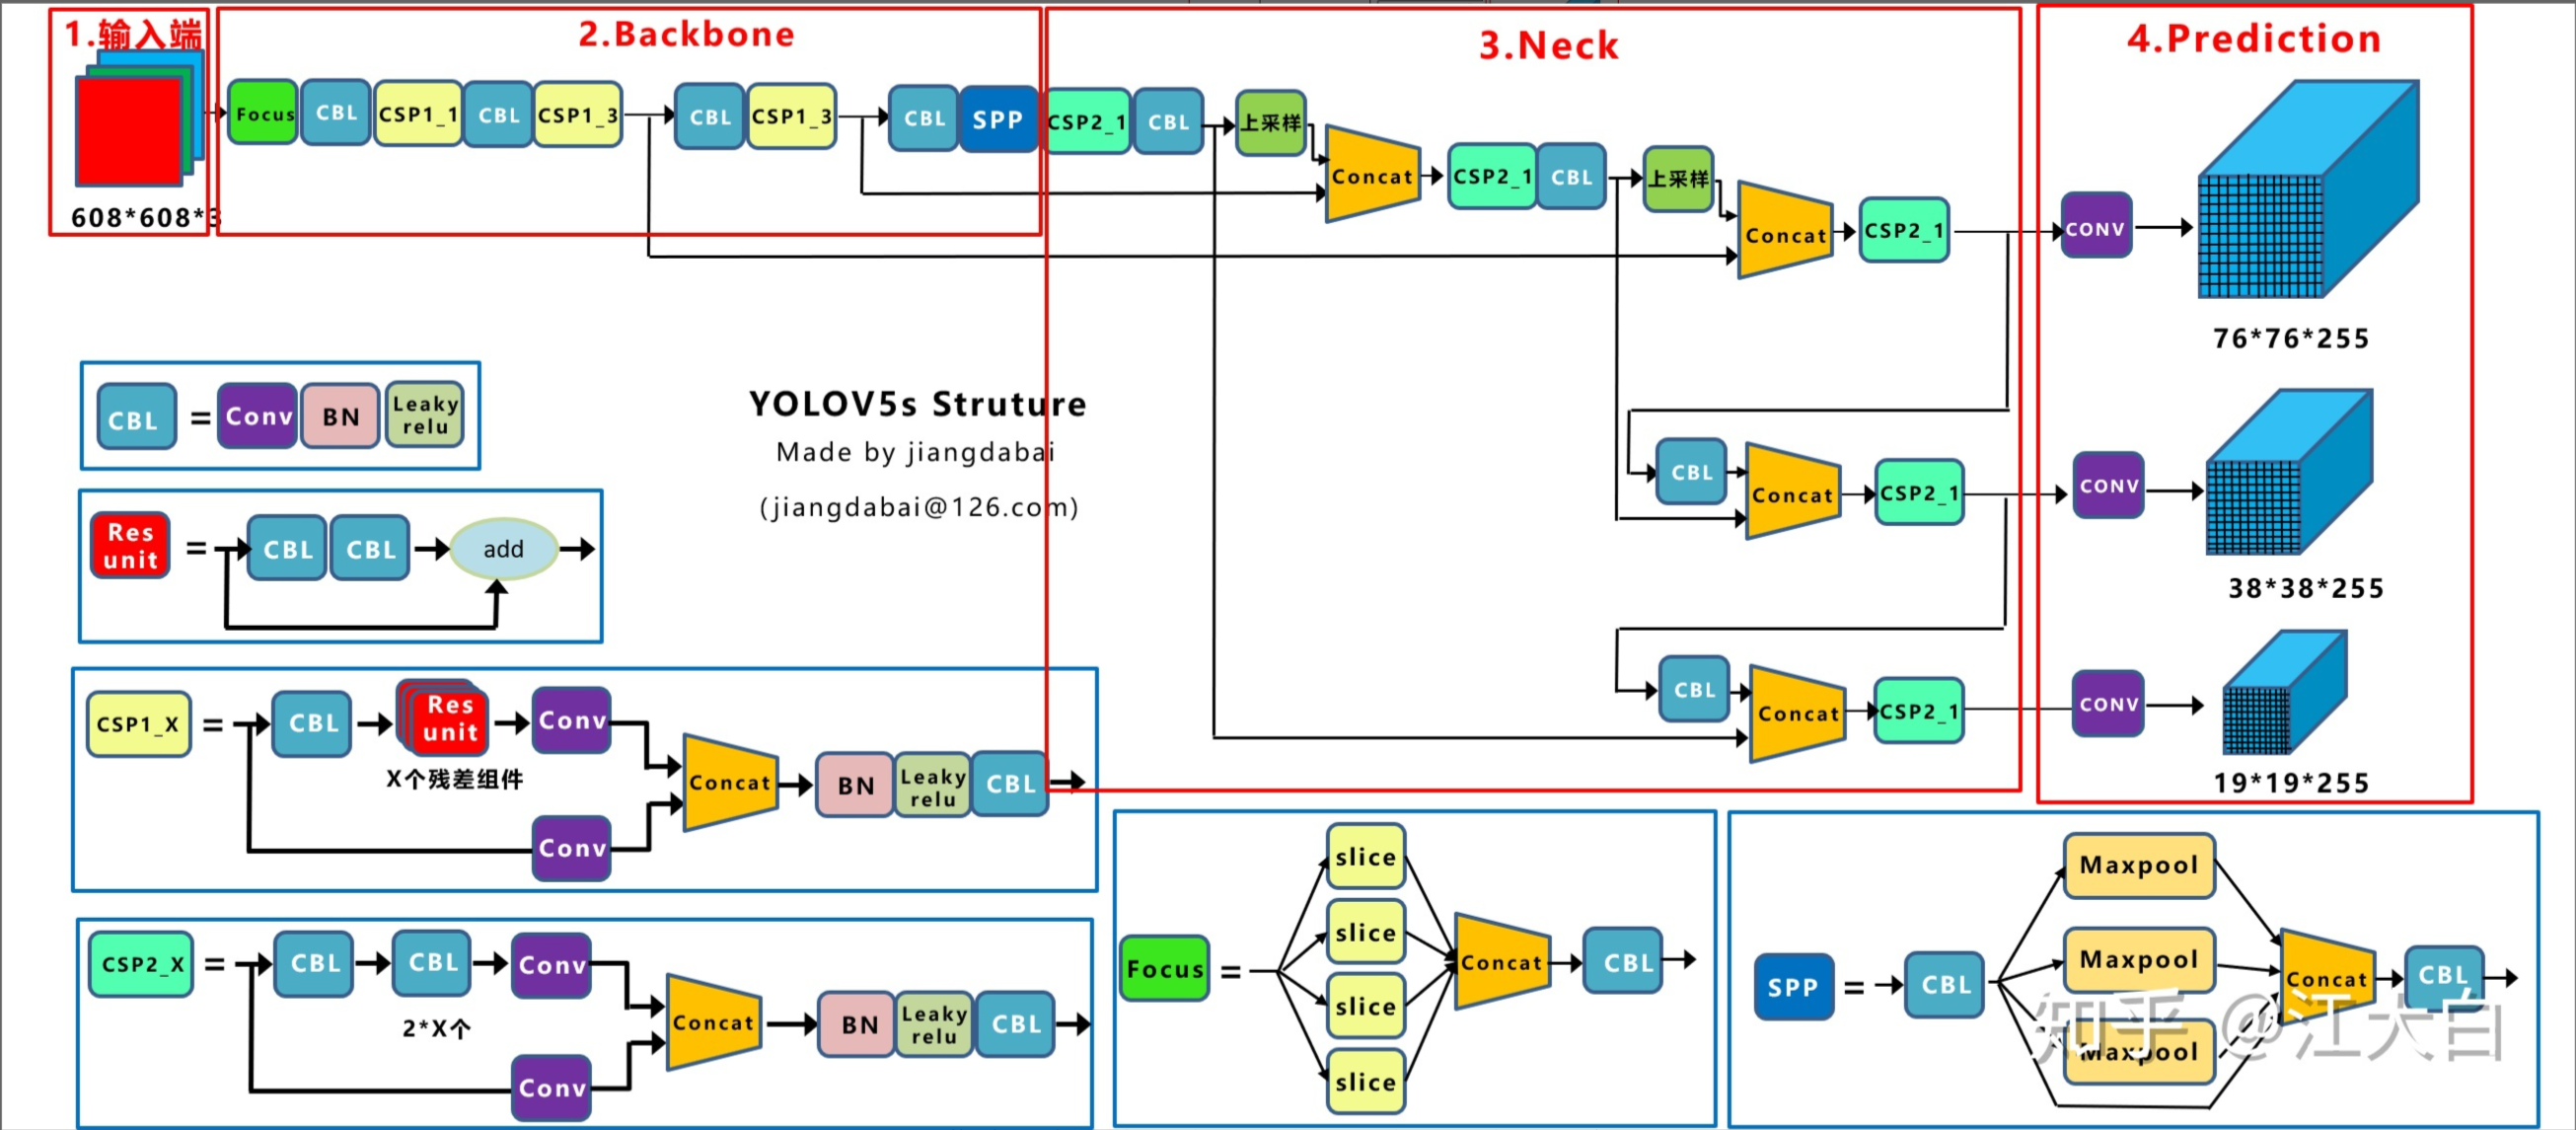 1.输入端
2.Backbone
3.Neck
4.Prediction
608*608*3
Focus
CBL
CSP1_1
CBL
CSP1_3
CBL
CSP1_3
CBL
SPP
CSP2_1
CBL
上采样
Concat
CSP2_1
CBL
上采样
Concat
CSP2_1
CONV
76*76*255
CBL
Concat
CSP2_1
CONV
38*38*255
CBL
Concat
CSP2_1
CONV
19*19*255
YOLOV5s Struture
Made by jiangdabai
(jiangdabai@126.com)
CBL
=
Conv
BN
Leaky
relu
Res
unit
=
CBL
CBL
add
CSP1_X
=
CBL
Res
unit
Conv
X个残差组件
Conv
Concat
BN
Leaky
relu
CBL
CSP2_X
=
CBL
CBL
Conv
2*X个
Conv
Concat
BN
Leaky
relu
CBL
Focus
=
slice
slice
slice
slice
Concat
CBL
SPP
=
CBL
Maxpool
Maxpool
Maxpool
Concat
CBL
知乎 @江大白